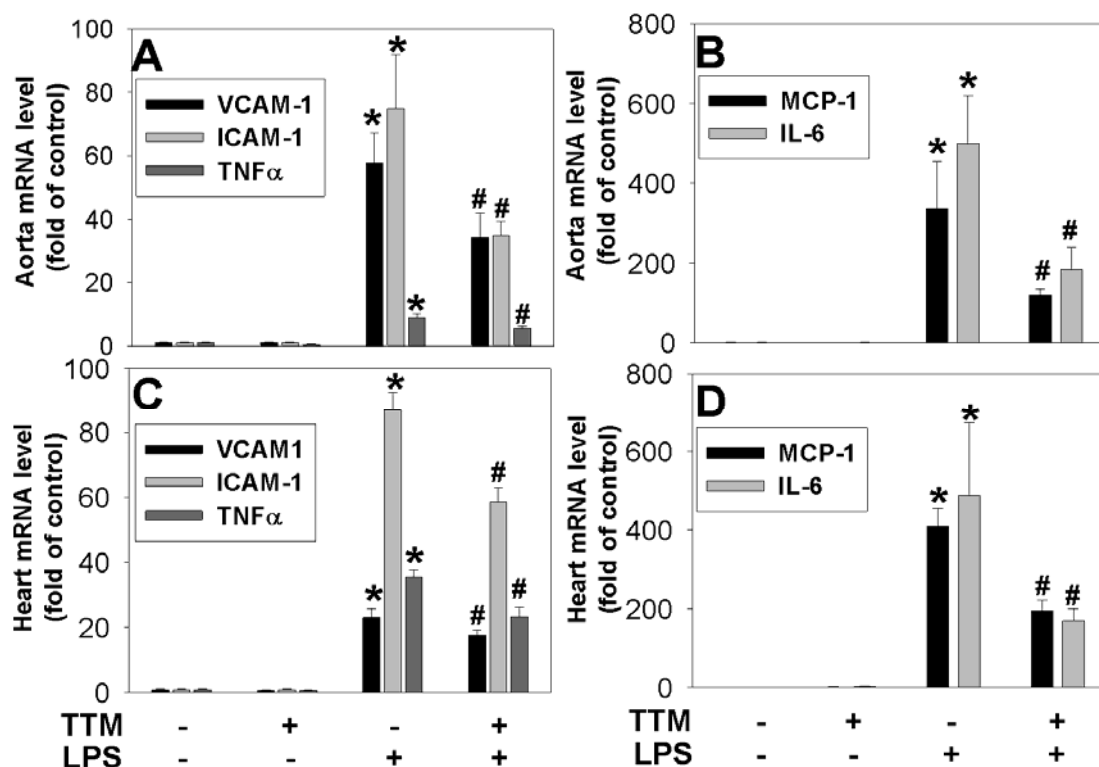 A
Aorta mRNA level
(fold of control)
100
80
60
40
20
0
VCAM-1
ICAM-1
TNFα
*
*
*
#
#
#
B
Aorta mRNA level
(fold of control)
800
600
400
200
0
MCP-1
IL-6
*
*
#
#
C
Heart mRNA level
(fold of control)
100
80
60
40
20
0
VCAM1
ICAM-1
TNFα
*
*
*
#
#
#
D
Heart mRNA level
(fold of control)
800
600
400
200
0
MCP-1
IL-6
*
*
#
#
TTM - + - +
LPS - - + +
TTM - + - +
LPS - - + +